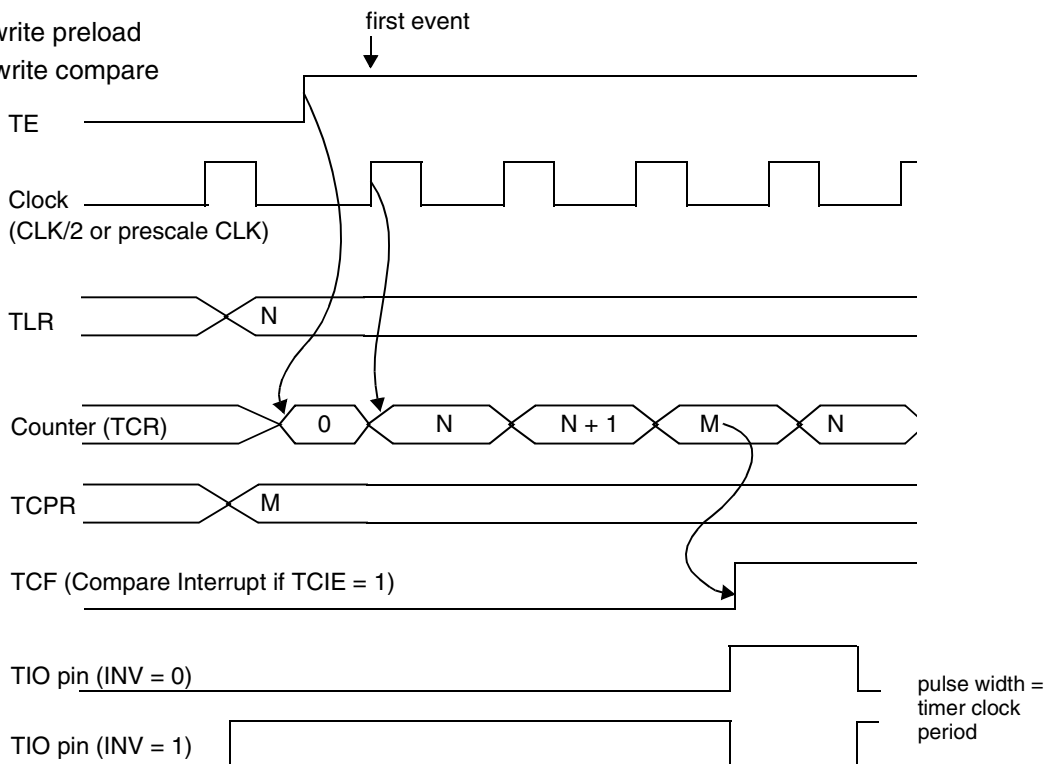 first event
write preload
write compare
TE
Clock
(CLK/2 or prescale CLK)
TLR
N
Counter (TCR)
0
N
N + 1
M
N
TCPR
M
TCF (Compare Interrupt if TCIE = 1)
TIO pin (INV = 0)
pulse width =
timer clock
period
TIO pin (INV = 1)